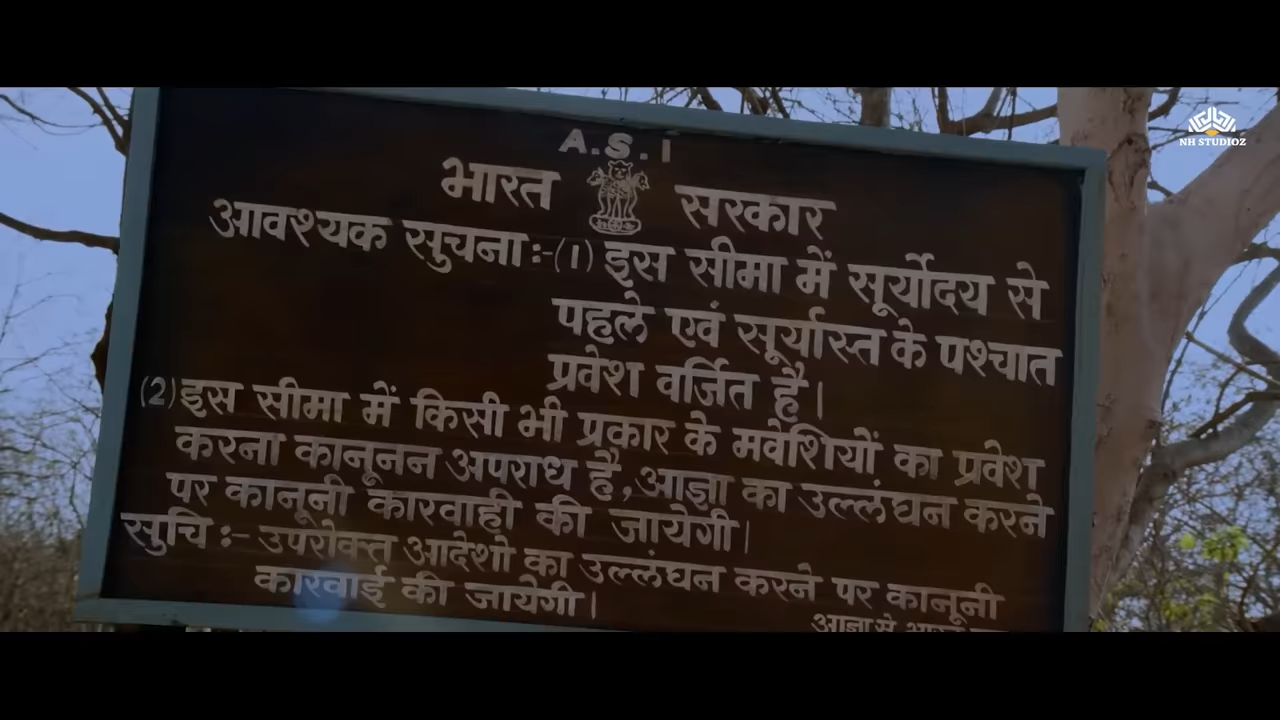 A.S.I
भारत सरकार
आवश्यक सुचना:-(1) इस सीमा में सूर्योदय से
पहले एवं सूर्यास्त के पश्चात
प्रवेश वर्जित है।
(2) इस सीमा में किसी भी प्रकार के मवेशियों का प्रवेश
करना कानूनन अपराध है, आज्ञा का उल्लंघन करने
पर कानूनी कारवाही की जायेगी।
सुचि :- उपरोक्त आदेशो का उल्लंघन करने पर कानूनी
कारवाई की जायेगी।
आज्ञा से
NH STUDIOZ